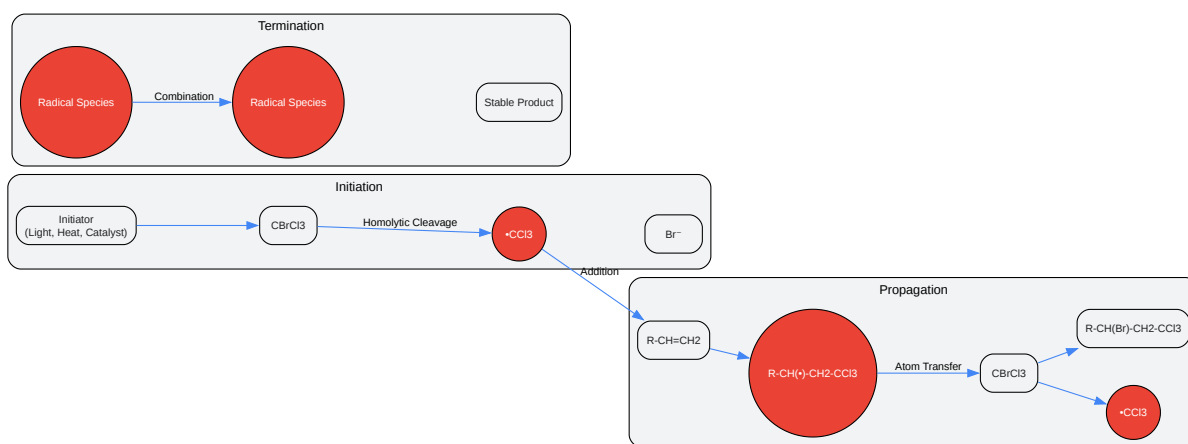 Termination
Radical Species
Combination
Radical Species
Stable Product
Initiation
Initiator
(Light, Heat, Catalyst)
CBrCl3
Homolytic Cleavage
•CCl3
Br⁻
Addition
Propagation
R-CH=CH2
R-CH(•)-CH2-CCl3
Atom Transfer
CBrCl3
R-CH(Br)-CH2-CCl3
•CCl3